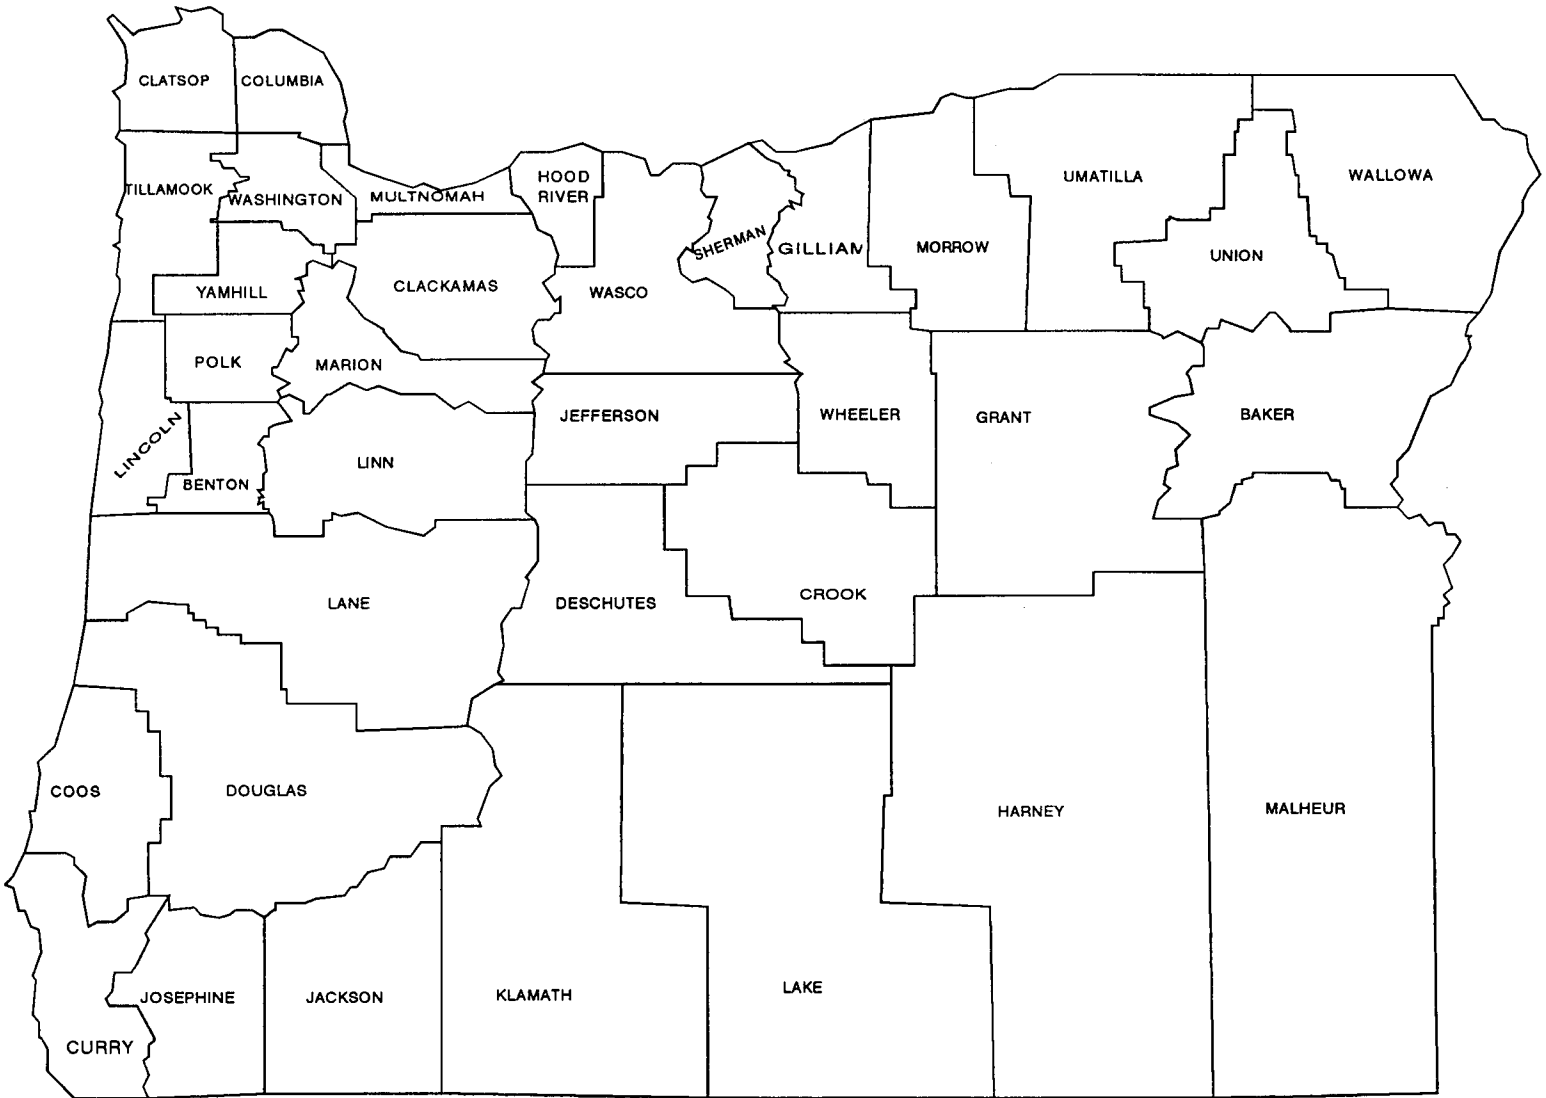 CLATSOP
COLUMBIA
TILLAMOOK
WASHINGTON
MULTNOMAH
HOOD
RIVER
UMATILLA
WALLOWA
SHERMAN
GILLIAM
MORROW
UNION
YAMHILL
CLACKAMAS
WASCO
POLK
MARION
JEFFERSON
WHEELER
GRANT
BAKER
LINCOLN
BENTON
LINN
LANE
DESCHUTES
CROOK
COOS
DOUGLAS
HARNEY
MALHEUR
JOSEPHINE
JACKSON
KLAMATH
LAKE
CURRY